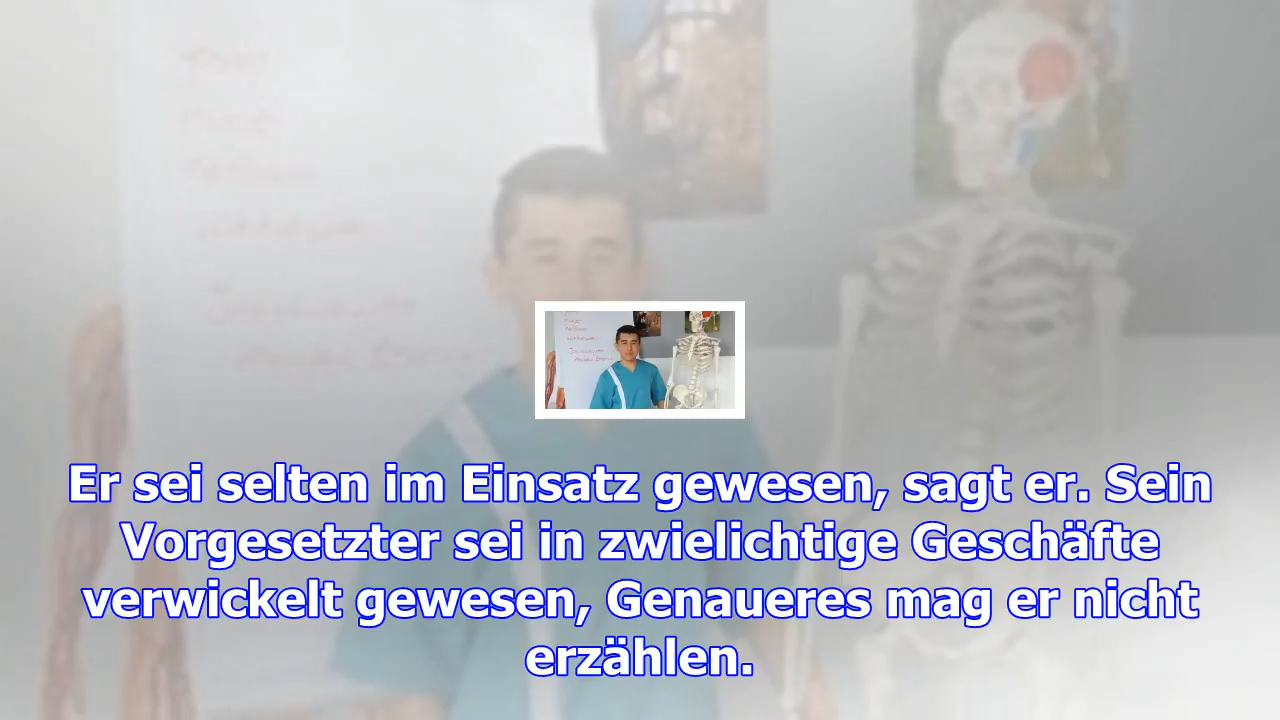 Er sei selten im Einsatz gewesen, sagt er. Sein
Vorgesetzter sei in zwielichtige Geschäfte
verwickelt gewesen, Genaueres mag er nicht
erzählen.